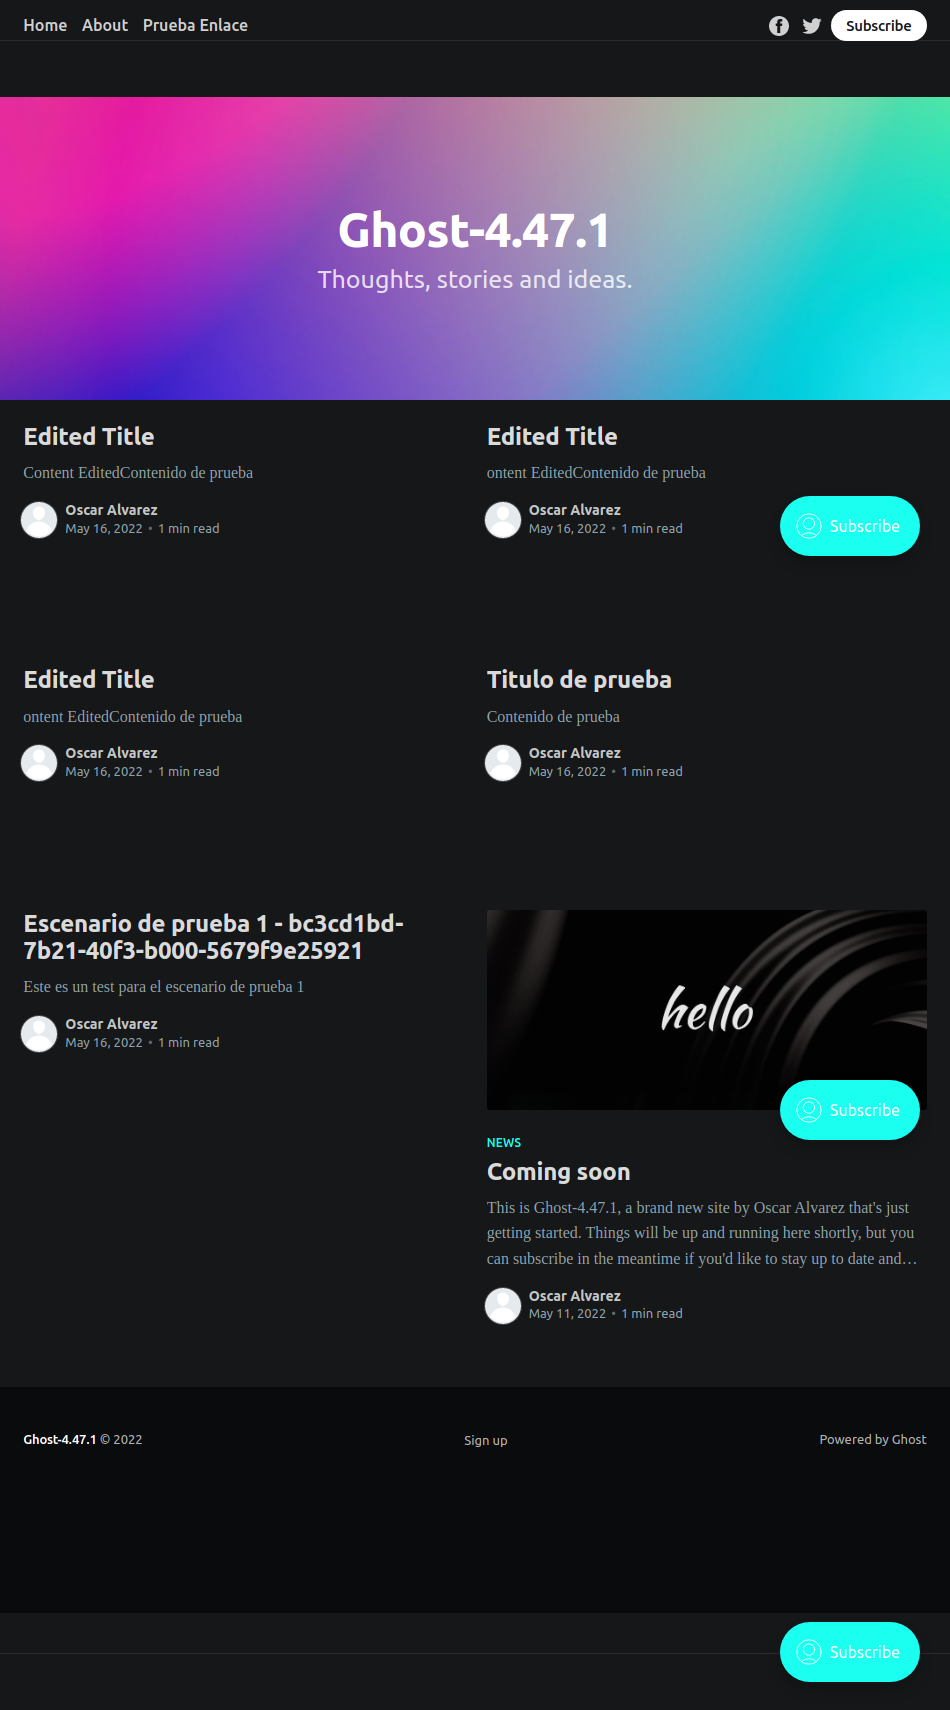 Home About Prueba Enlace Subscribe
Ghost-4.47.1
Thoughts, stories and ideas.
Edited Title
Content EditedContenido de prueba
Oscar Alvarez
May 16, 2022 • 1 min read
Edited Title
ontent EditedContenido de prueba
Oscar Alvarez
May 16, 2022 • 1 min read
Subscribe
Edited Title
ontent EditedContenido de prueba
Oscar Alvarez
May 16, 2022 • 1 min read
Titulo de prueba
Contenido de prueba
Oscar Alvarez
May 16, 2022 • 1 min read
Escenario de prueba 1 - bc3cd1bd-
7b21-40f3-b000-5679f9e25921
Este es un test para el escenario de prueba 1
Oscar Alvarez
May 16, 2022 • 1 min read
hello
Subscribe
NEWS
Coming soon
This is Ghost-4.47.1, a brand new site by Oscar Alvarez that's just
getting started. Things will be up and running here shortly, but you
can subscribe in the meantime if you'd like to stay up to date and…
Oscar Alvarez
May 11, 2022 • 1 min read
Ghost-4.47.1 © 2022
Sign up
Powered by Ghost
Subscribe